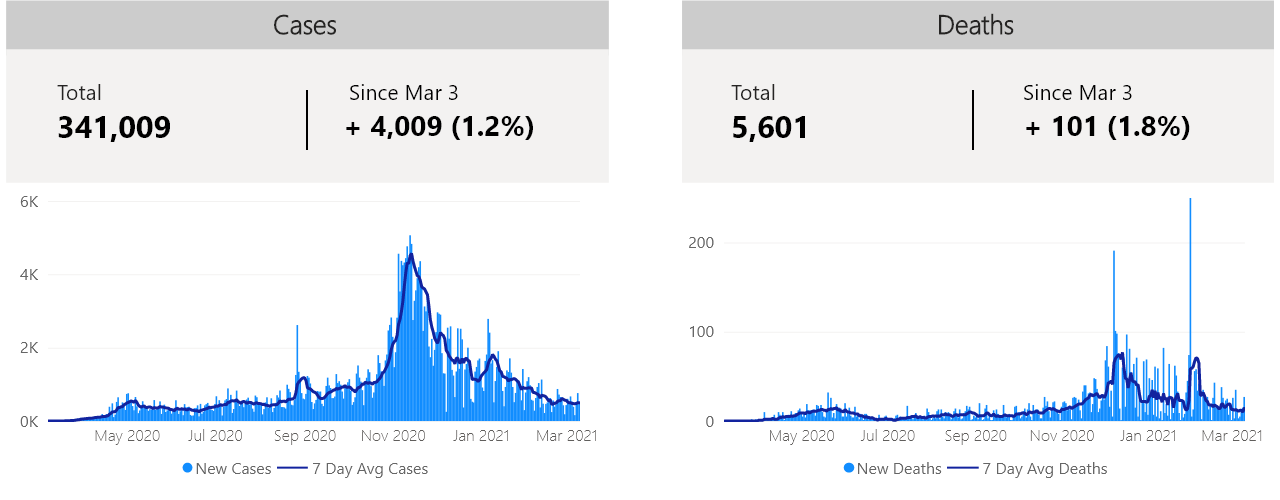 Cases
Total
341,009
Since Mar 3
+ 4,009 (1.2%)
6K
4K
2K
0K
May 2020 Jul 2020 Sep 2020 Nov 2020 Jan 2021 Mar 2021
New Cases 7 Day Avg Cases
Deaths
Total
5,601
Since Mar 3
+ 101 (1.8%)
200
100
0
May 2020 Jul 2020 Sep 2020 Nov 2020 Jan 2021 Mar 2021
New Deaths 7 Day Avg Deaths